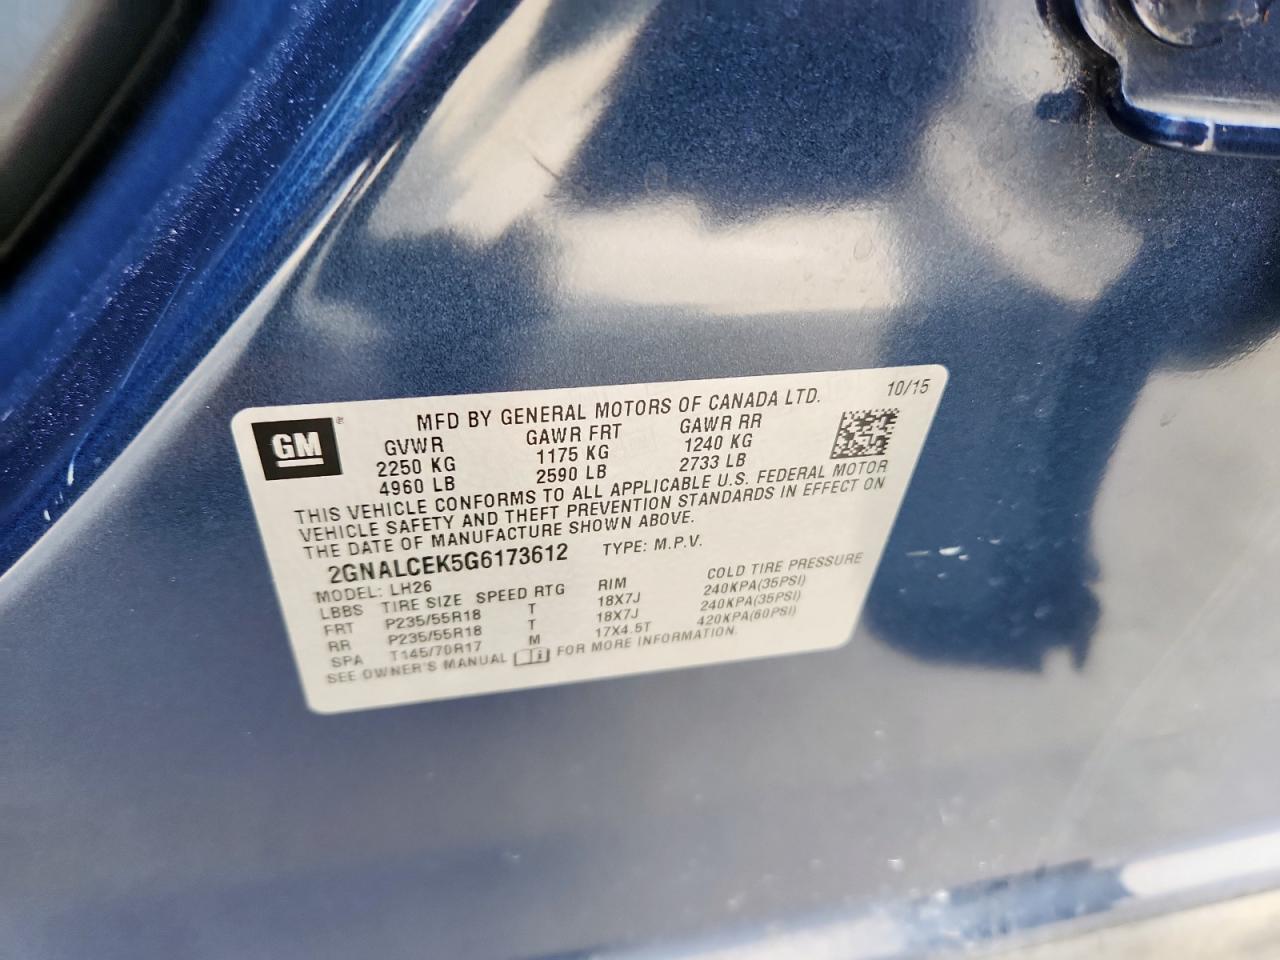 MFD BY GENERAL MOTORS OF CANADA LTD. 10/15
GM ®
GVWR GAWR FRT GAWR RR
2250 KG 1175 KG 1240 KG
4960 LB 2590 LB 2733 LB
THIS VEHICLE CONFORMS TO ALL APPLICABLE U.S. FEDERAL MOTOR
VEHICLE SAFETY AND THEFT PREVENTION STANDARDS IN EFFECT ON
THE DATE OF MANUFACTURE SHOWN ABOVE.
2GNALCEK5G6173612 TYPE: M.P.V.
MODEL: LH26
LBBS TIRE SIZE SPEED RTG RIM COLD TIRE PRESSURE
FRT P235/55R18 T 18X7J 240KPA(35PSI)
RR P235/55R18 T 18X7J 240KPA(35PSI)
SPA T145/70R17 M 17X4.5T 420KPA(60PSI)
SEE OWNER'S MANUAL FOR MORE INFORMATION.